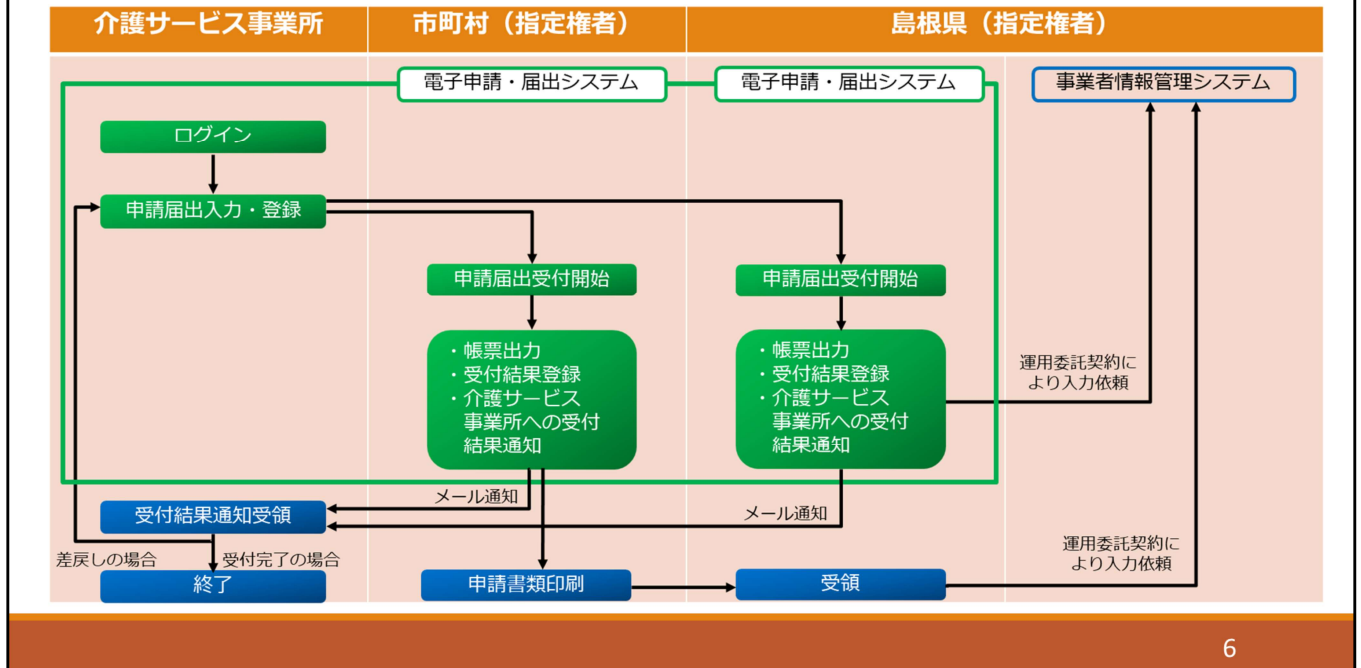 介護サービス事業所
市町村（指定権者）
島根県（指定権者）
電子申請・届出システム
電子申請・届出システム
事業者情報管理システム
ログイン
申請届出入力・登録
申請届出受付開始
申請届出受付開始
・帳票出力
・受付結果登録
・介護サービス
事業所への受付
結果通知
・帳票出力
・受付結果登録
・介護サービス
事業所への受付
結果通知
運用委託契約に
より入力依頼
メール通知
メール通知
受付結果通知受領
差戻しの場合
受付完了の場合
運用委託契約に
より入力依頼
終了
申請書類印刷
受領
6